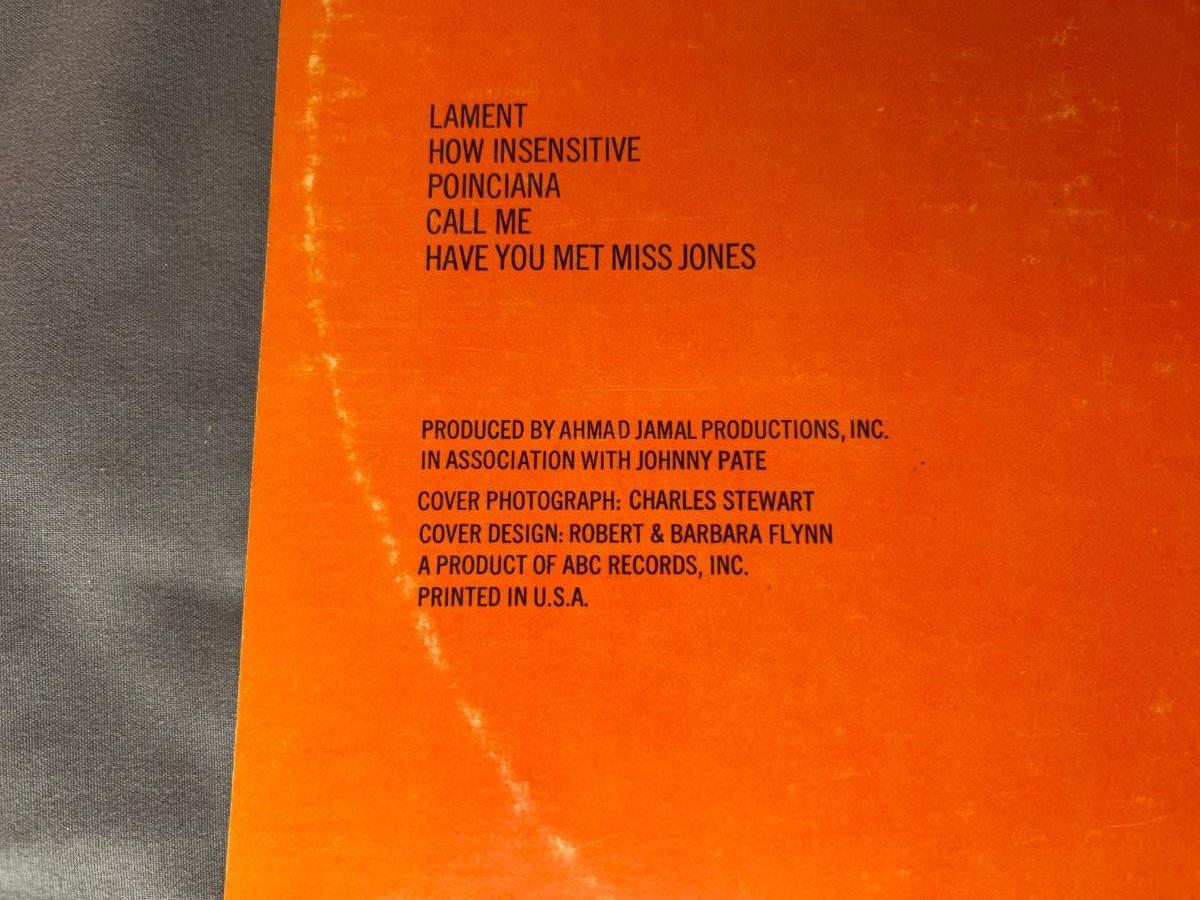 LAMENT
HOW INSENSITIVE
POINCIANA
CALL ME
HAVE YOU MET MISS JONES
PRODUCED BY AHMAD JAMAL PRODUCTIONS, INC.
IN ASSOCIATION WITH JOHNNY PATE
COVER PHOTOGRAPH: CHARLES STEWART
COVER DESIGN: ROBERT & BARBARA FLYNN
A PRODUCT OF ABC RECORDS, INC.
PRINTED IN U.S.A.